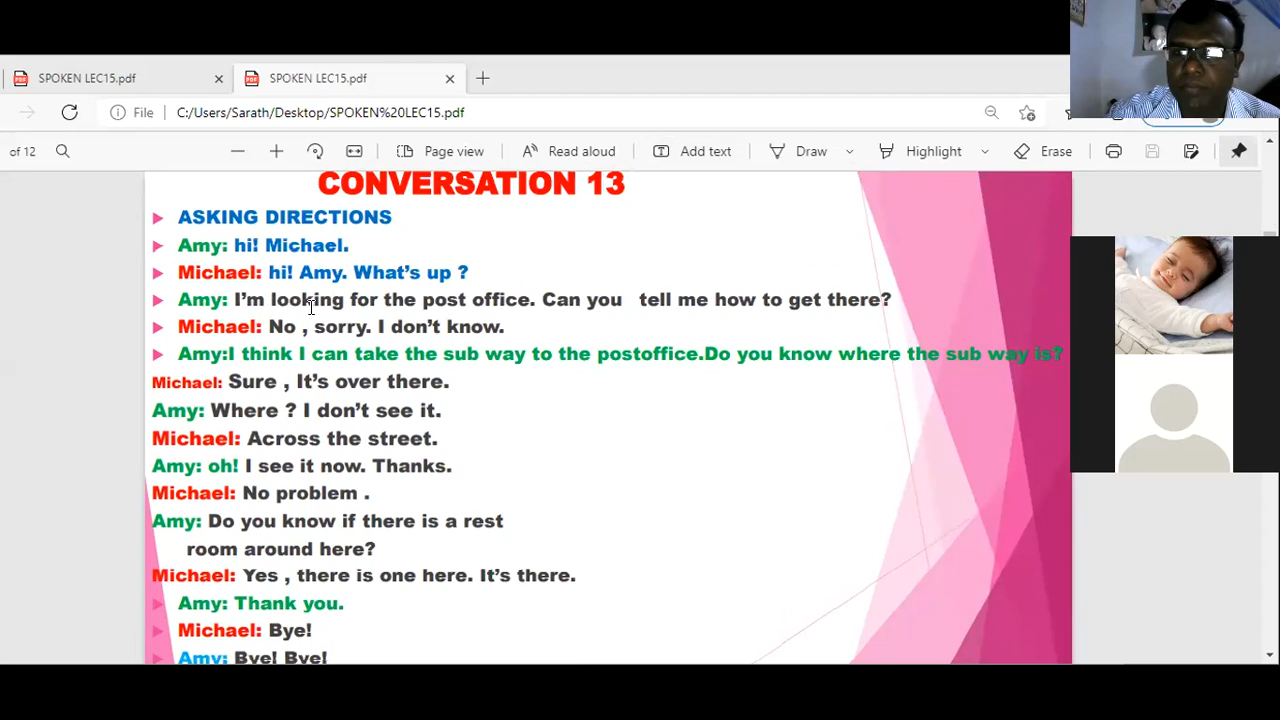 SPOKEN LEC15.pdf
SPOKEN LEC15.pdf
File C:/Users/Sarath/Desktop/SPOKEN%20LEC15.pdf
of 12 Page view Read aloud Add text Draw Highlight Erase
CONVERSATION 13
ASKING DIRECTIONS
Amy: hi! Michael.
Michael: hi! Amy. What's up ?
Amy: I'm looking for the post office. Can you tell me how to get there?
Michael: No , sorry. I don't know.
Amy:I think I can take the sub way to the postoffice.Do you know where the sub way is?
Michael: Sure , It's over there.
Amy: Where ? I don't see it.
Michael: Across the street.
Amy: oh! I see it now. Thanks.
Michael: No problem .
Amy: Do you know if there is a rest
room around here?
Michael: Yes , there is one here. It's there.
Amy: Thank you.
Michael: Bye!
Amy: Bye! Bye!